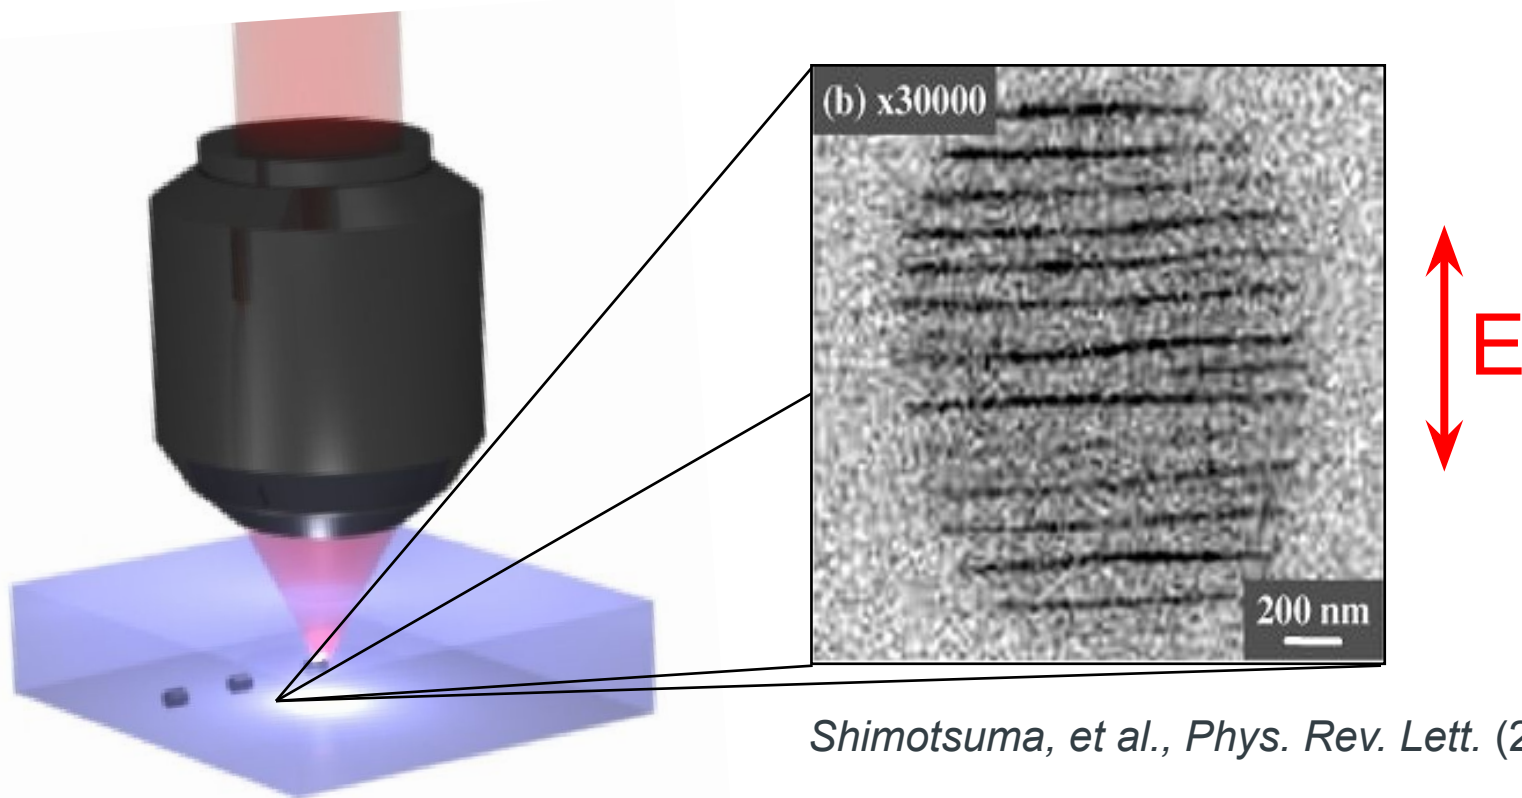 (b) x30000
E
200 nm
Shimotsuma, et al., Phys. Rev. Lett. (2